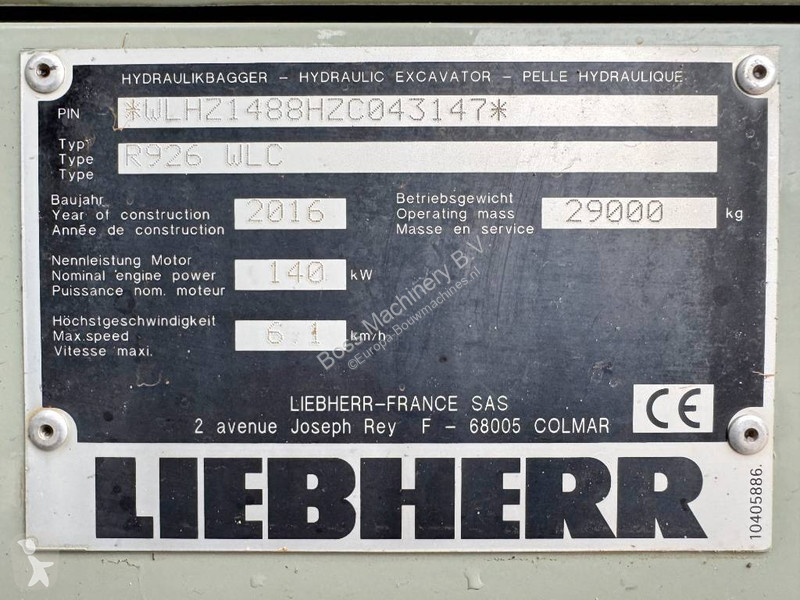 HYDRAULIKBAGGER – HYDRAULIC EXCAVATOR – PELLE HYDRAULIQUE
PIN *WLHZ1488HZC043147*
Typ
Type R926 WLC
Type
Baujahr
Year of construction 2016
Année de construction
Betriebsgewicht
Operating mass 29000 kg
Masse en service
Nennleistung Motor
Nominal engine power 140 kW
Puissance nom. moteur
Höchstgeschwindigkeit
Max.speed 6.1 km/h
Vitesse maxi.
Boss Machinery B.V.
©Europa-Bouwmachines.nl
LIEBHERR–FRANCE SAS
2 avenue Joseph Rey F – 68005 COLMAR
CE
LIEBHERR
10405886.